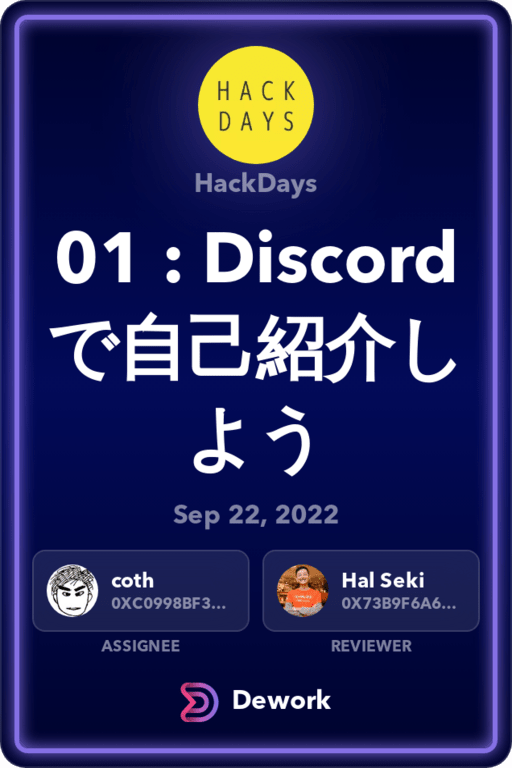 HACK
DAYS
HackDays
01 : Discord
で自己紹介し
よう
Sep 22, 2022
coth
0XC0998BF3...
Hal Seki
0X73B9F6A6...
ASSIGNEE
REVIEWER
Dework